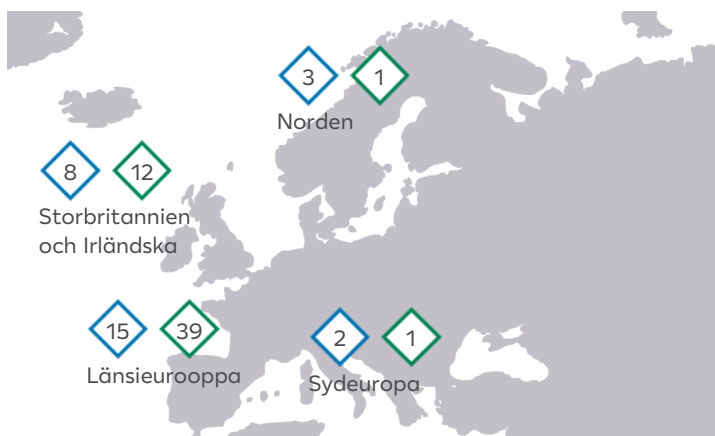 3 1
Norden
8 12
Storbritannien
och Irländska
15 39
Länsieurooppa
2 1
Sydeuropa